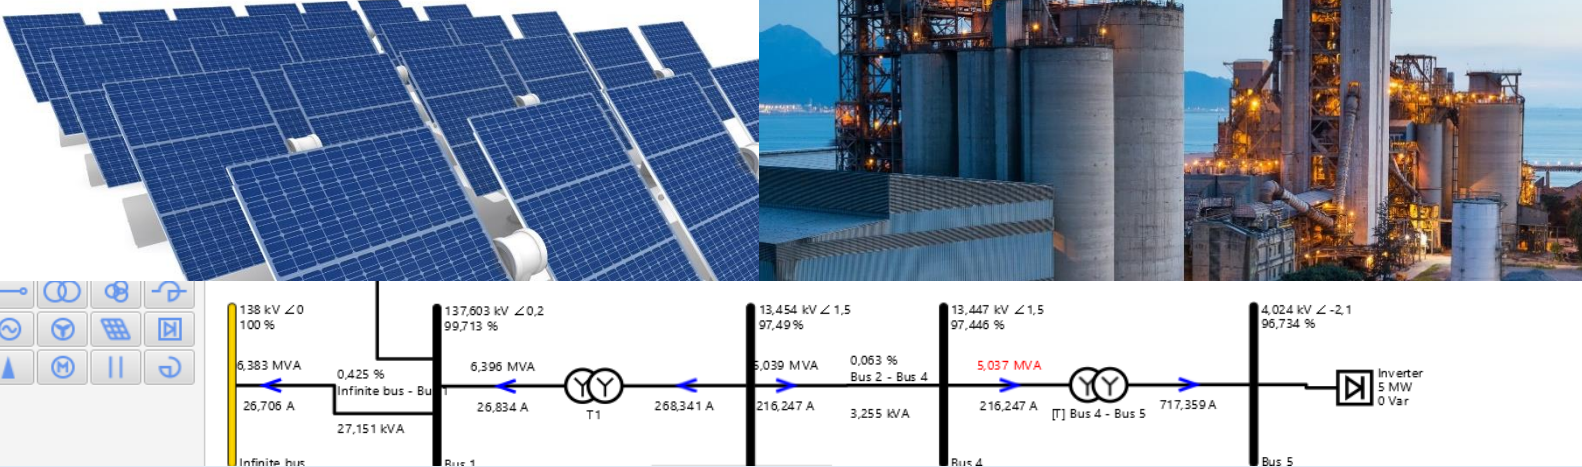 138 kV ∠0
100 %
6,383 MVA
26,706 A
0,425 %
Infinite bus - Bu
27,151 kVA
Infinite bus
137,603 kV ∠0,2
99,713 %
6,396 MVA
26,834 A
Bus 1
T1
268,341 A
13,454 kV ∠ 1,5
97,49 %
5,039 MVA
216,247 A
0,063 %
Bus 2 - Bus 4
3,255 kVA
13,447 kV ∠1,5
97,446 %
5,037 MVA
216,247 A
Bus 4
[T] Bus 4 - Bus 5
717,359 A
4,024 kV ∠ -2,1
96,734 %
Bus 5
Inverter
5 MW
0 Var
M